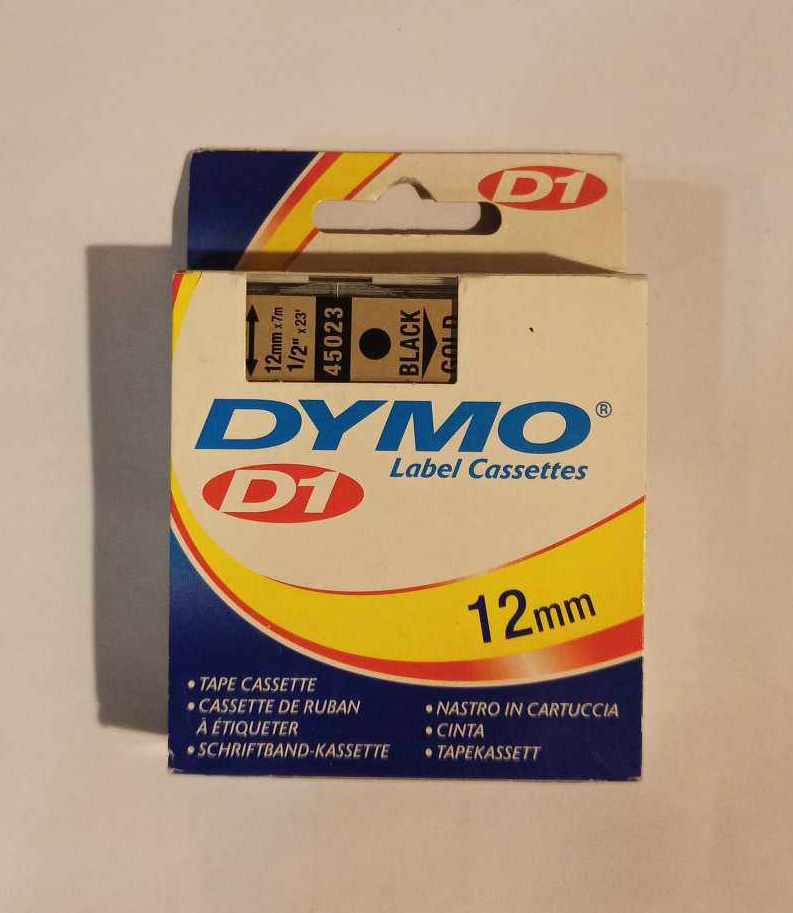 D1
12mm x 7m
1/2" x 23'
45023
BLACK
GOLD
DYMO®
Label Cassettes
D1
12mm
• TAPE CASSETTE
• CASSETTE DE RUBAN
À ÉTIQUETER
• SCHRIFTBAND-KASSETTE
• NASTRO IN CARTUCCIA
• CINTA
• TAPEKASSETT